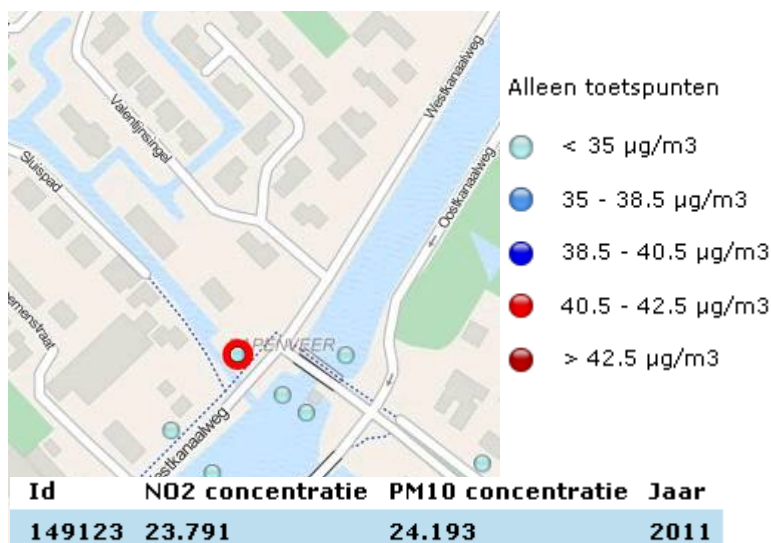 Westkanaalweg
Valentijnsingel
Sluispad
Oostkanaalweg
emenstraat
PENVEER
estkanaalweg
Alleen toetspunten
< 35 µg/m3
35 - 38.5 µg/m3
38.5 - 40.5 µg/m3
40.5 - 42.5 µg/m3
> 42.5 µg/m3
Id NO2 concentratie PM10 concentratie Jaar
149123 23.791 24.193 2011